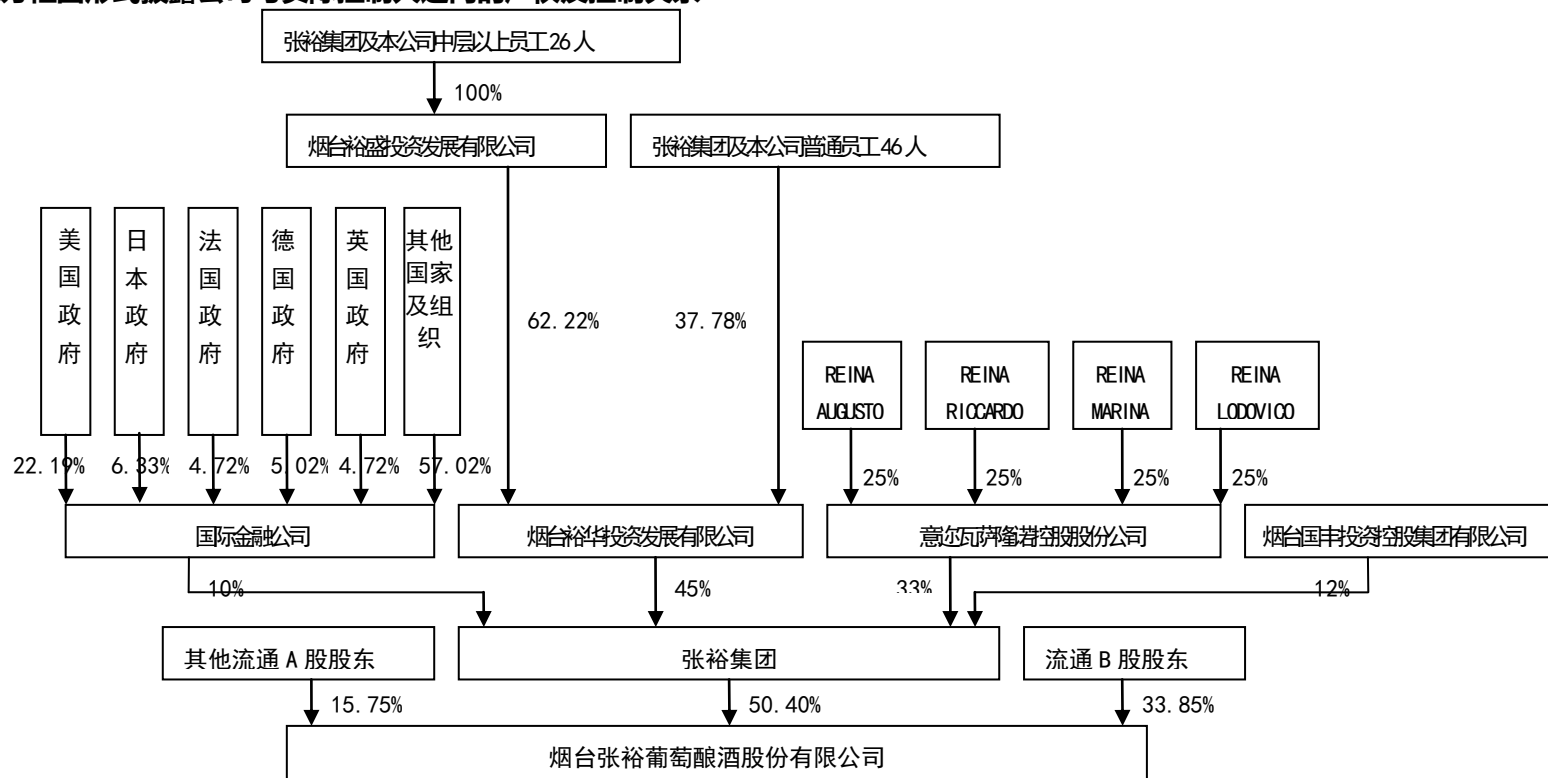 张裕集团及本公司中层以上员工26人
100%
烟台裕盛投资发展有限公司
张裕集团及本公司普通员工46人
美国政府
日本政府
法国政府
德国政府
英国政府
其他国家及组织
62.22%
37.78%
REINA
AUGUSTO
REINA
RICCARDO
REINA
MARINA
REINA
LODOVICO
22.19%
6.33%
4.72%
5.02%
4.72%
57.02%
25%
25%
25%
25%
国际金融公司
烟台裕华投资发展有限公司
意迩瓦萨隆诺控股股份公司
烟台国丰投资控股集团有限公司
10%
45%
33%
12%
其他流通A股股东
张裕集团
流通B股股东
15.75%
50.40%
33.85%
烟台张裕葡萄酿酒股份有限公司